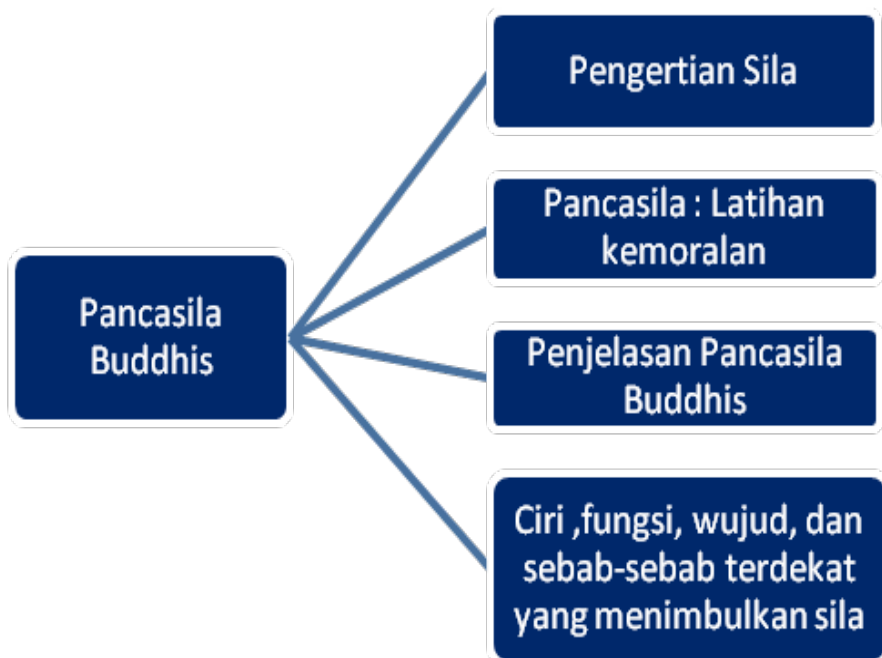 Pancasila
Buddhis
Pengertian Sila
Pancasila : Latihan
kemoralan
Penjelasan Pancasila
Buddhis
Ciri ,fungsi, wujud, dan
sebab-sebab terdekat
yang menimbulkan sila